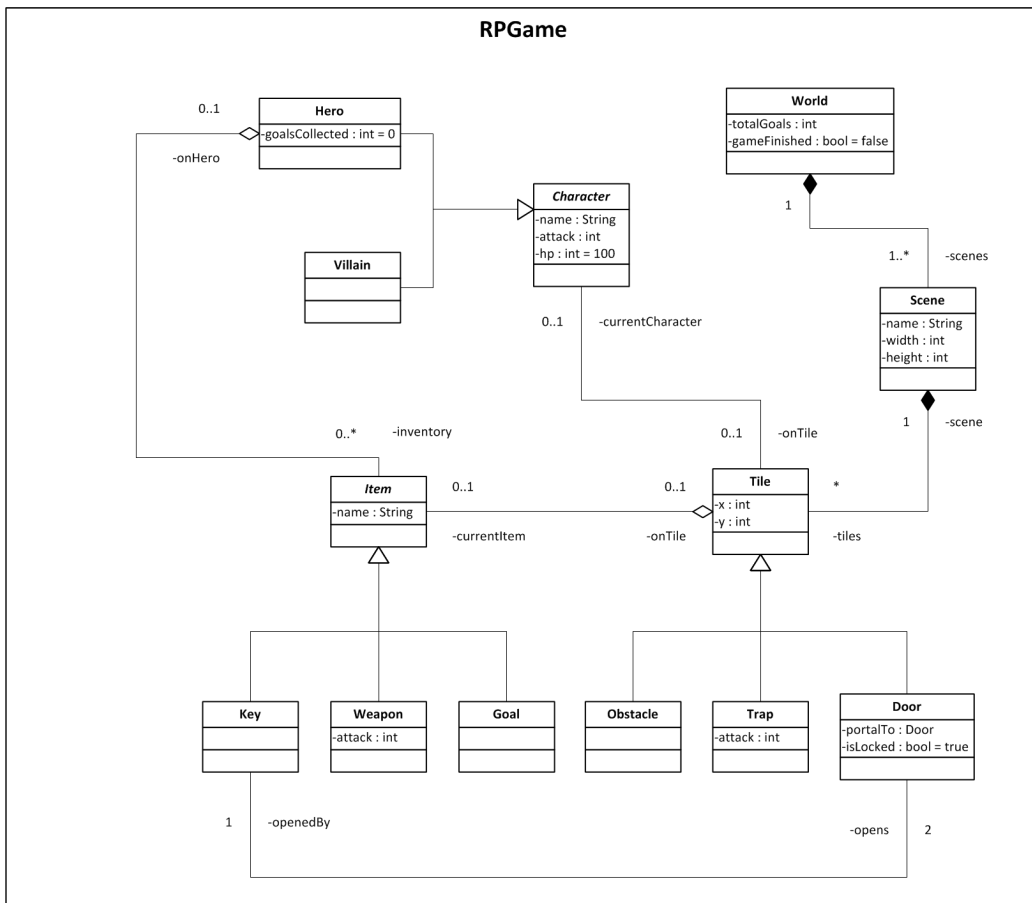 RPGame
0..1
Hero
-goalsCollected : int = 0
-onHero
World
-totalGoals : int
-gameFinished : bool = false
1
Character
-name : String
-attack : int
-hp : int = 100
Villain
1..*
-scenes
Scene
-name : String
-width : int
-height : int
0..1
-currentCharacter
1
-scene
0..*
-inventory
0..1
-onTile
Item
-name : String
0..1
-currentItem
0..1
-onTile
Tile
-x : int
-y : int
*
-tiles
Key
Weapon
-attack : int
Goal
Obstacle
Trap
-attack : int
Door
-portalTo : Door
-isLocked : bool = true
1
-openedBy
-opens
2